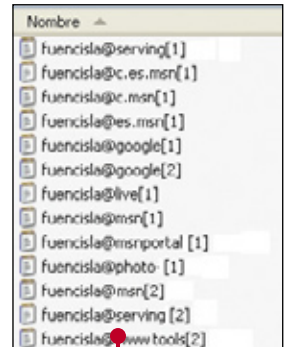 Nombre
fuencisla@serving[1]
fuencisla@c.es.msn[1]
fuencisla@c.msn[1]
fuencisla@es.msn[1]
fuencisla@google[1]
fuencisla@google[2]
fuencisla@live[1]
fuencisla@msn[1]
fuencisla@msnportal [1]
fuencisla@photo- [1]
fuencisla@msn[2]
fuencisla@serving [2]
fuencisla@www tools[2]